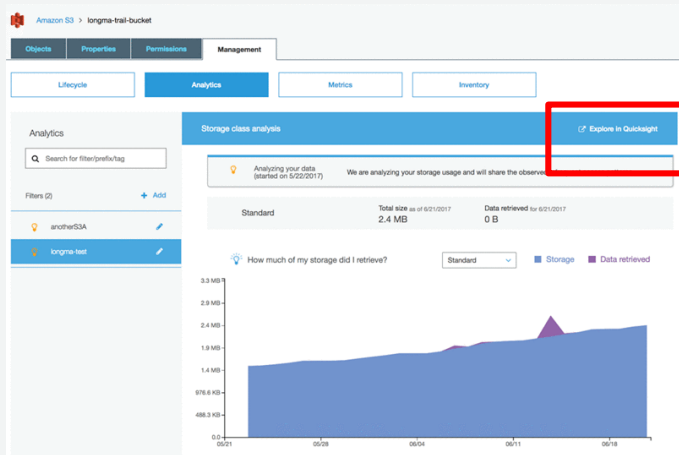 Amazon S3 > longma-trail-bucket
Objects Properties Permissions Management
Lifecycle Analytics Metrics Inventory
Analytics
Search for filter/prefix/tag
Filters (2) + Add
anotherS3A
longma-test
Storage class analysis Explore in Quicksight
Analyzing your data
(started on 5/22/2017)
We are analyzing your storage usage and will share the observed
Standard
Total size as of 6/21/2017
2.4 MB
Data retrieved for 6/21/2017
0 B
How much of my storage did I retrieve? Standard Storage Data retrieved
3.3 MB
2.9 MB
2.4 MB
1.9 MB
1.4 MB
976.6 KB
488.3 KB
0.0
05/21 05/28 06/04 06/11 06/18